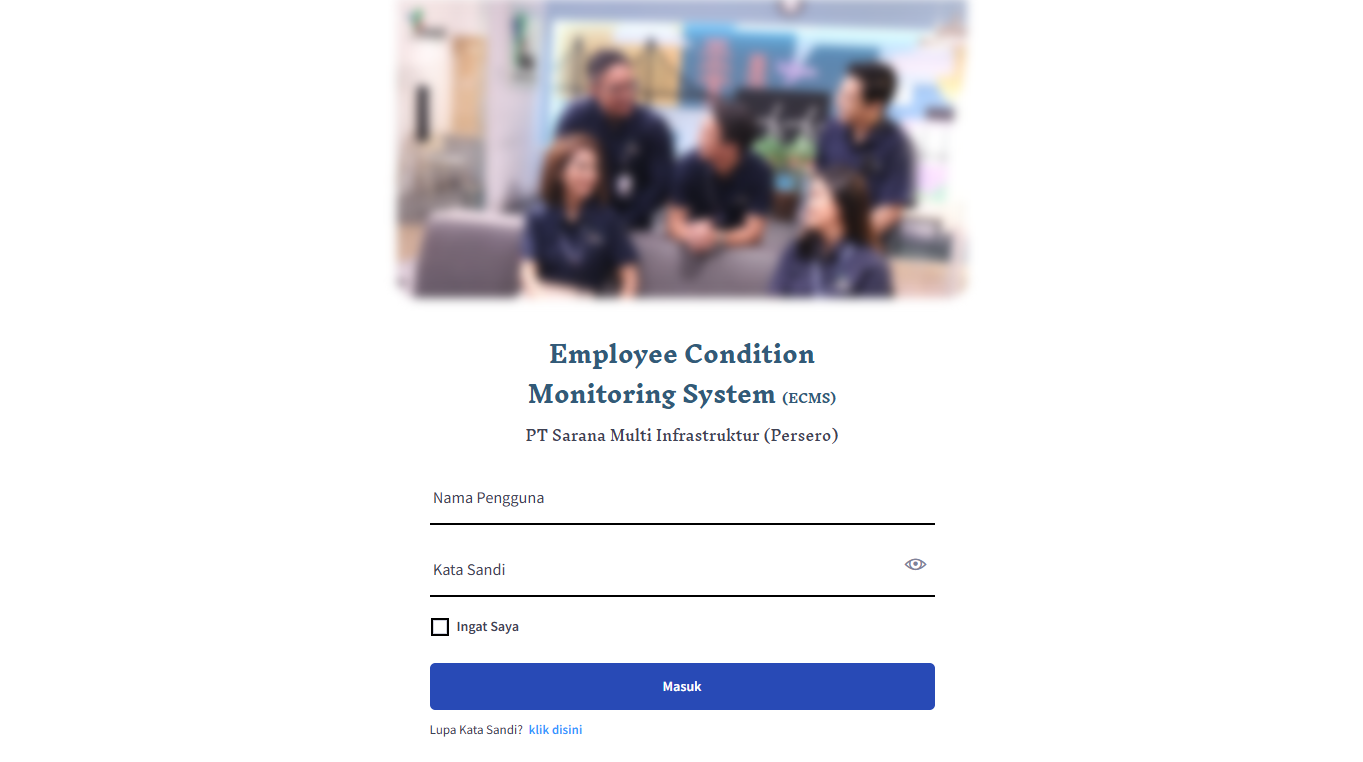 Employee Condition
Monitoring System (ECMS)
PT Sarana Multi Infrastruktur (Persero)
Nama Pengguna
Kata Sandi
Ingat Saya
Masuk
Lupa Kata Sandi? klik disini